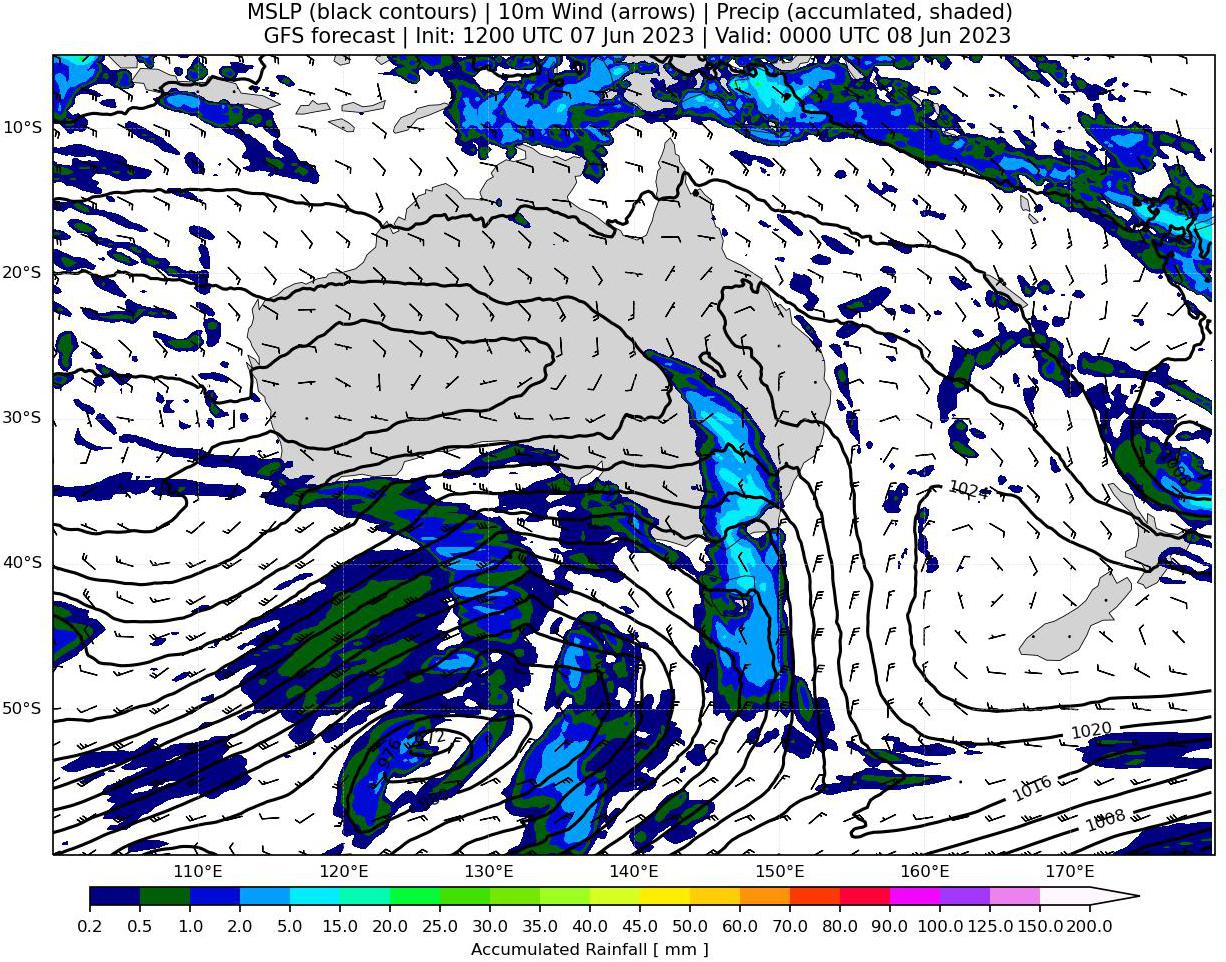 MSLP (black contours) | 10m Wind (arrows) | Precip (accumlated, shaded)
GFS forecast | Init: 1200 UTC 07 Jun 2023 | Valid: 0000 UTC 08 Jun 2023
10°S
20°S
30°S
1024
40°S
50°S
972
976
1020
1016
1008
110°E 120°E 130°E 140°E 150°E 160°E 170°E
0.2 0.5 1.0 2.0 5.0 10.0 15.0 20.0 25.0 30.0 35.0 40.0 45.0 50.0 60.0 70.0 80.0 90.0 100.0 125.0 150.0 200.0
Accumulated Rainfall [ mm ]